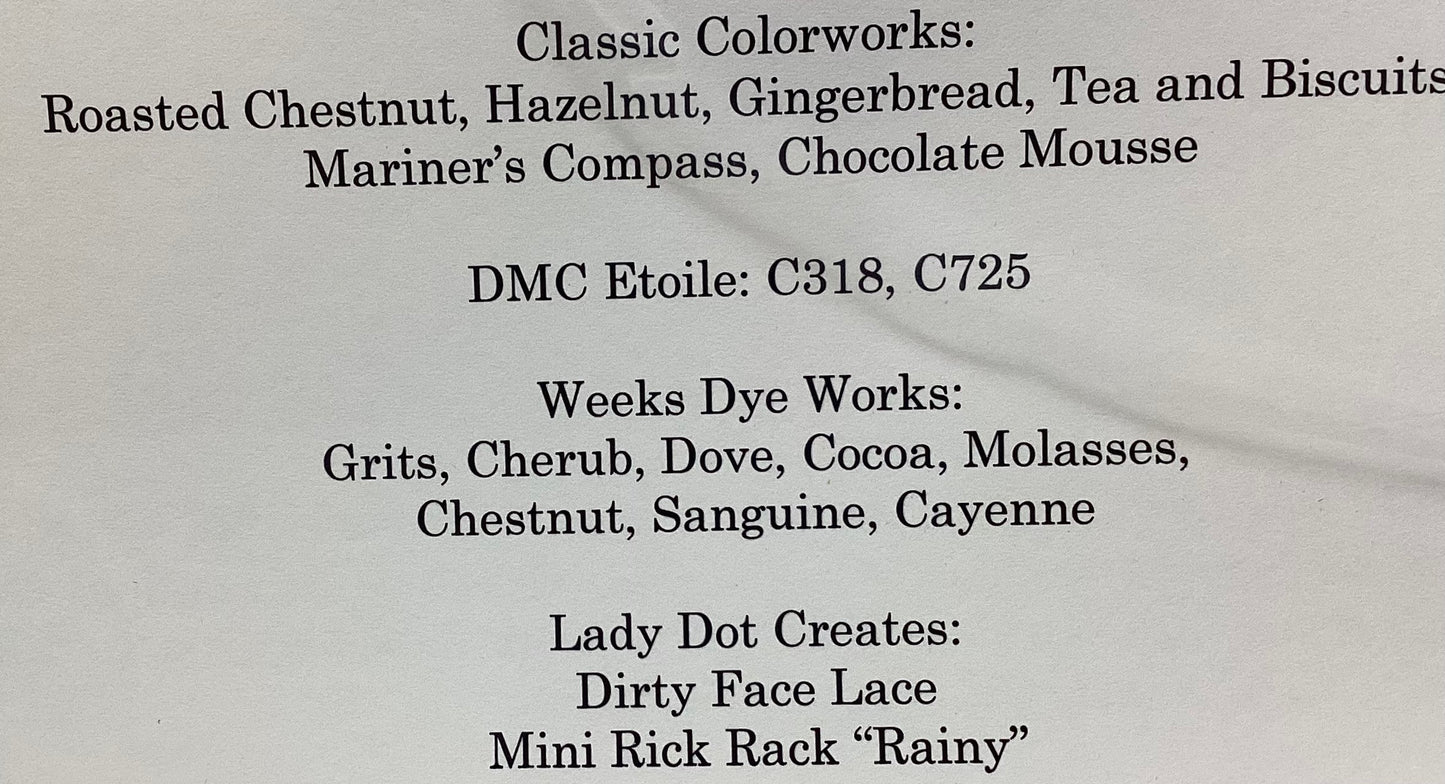 Classic Colorworks:
Roasted Chestnut, Hazelnut, Gingerbread, Tea and Biscuits
Mariner’s Compass, Chocolate Mousse
DMC Etoile: C318, C725
Weeks Dye Works:
Grits, Cherub, Dove, Cocoa, Molasses,
Chestnut, Sanguine, Cayenne
Lady Dot Creates:
Dirty Face Lace
Mini Rick Rack “Rainy”